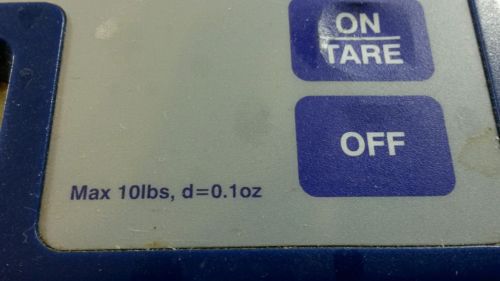 ON
TARE
OFF
Max 10lbs, d=0.1oz